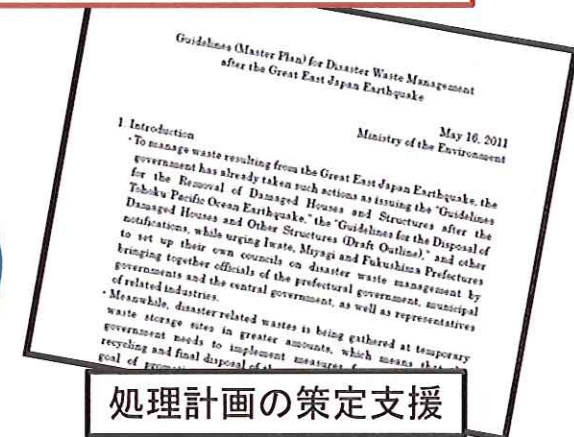 Guidelines (Master Plan) for Disaster Waste Management
after the Great East Japan Earthquake
May 16, 2011
Ministry of the Environment
1. Introduction
・To manage waste resulting from the Great East Japan Earthquake, the
government has already taken such actions as issuing the "Guidelines
for the Removal of Damaged Houses and Structures after the
Tohoku Pacific Ocean Earthquake," the "Guidelines for the Disposal of
Damaged Houses and Other Structures (Draft Outline)," and other
notifications, while urging Iwate, Miyagi and Fukushima Prefectures
to set up their own councils on disaster waste management by
bringing together officials of the prefectural government, municipal
governments and the central government, as well as representatives
of related industries.
・Meanwhile, disaster related wastes is being gathered at temporary
waste storage sites in greater amounts, which means that
government needs to implement measures
recycling and final disposal of
goal of
処理計画の策定支援